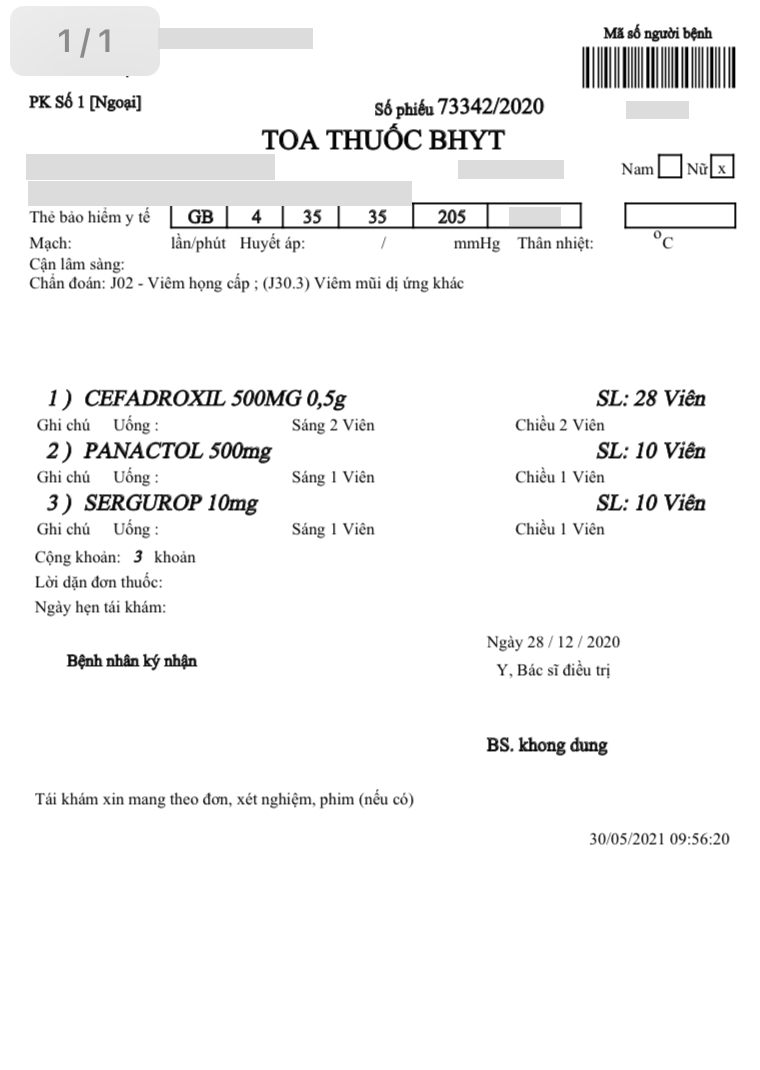 1/1
Mã số người bệnh
PK Số 1 [Ngoại]
Số phiếu 73342/2020
TOA THUỐC BHYT
Nam Nữ x
Thẻ bảo hiểm y tế GB 4 35 35 205
Mạch: lần/phút Huyết áp: / mmHg Thân nhiệt: °C
Cận lâm sàng:
Chẩn đoán: J02 - Viêm họng cấp ; (J30.3) Viêm mũi dị ứng khác
1 ) CEFADROXIL 500MG 0,5g SL: 28 Viên
Ghi chú Uống : Sáng 2 Viên Chiều 2 Viên
2 ) PANACTOL 500mg SL: 10 Viên
Ghi chú Uống : Sáng 1 Viên Chiều 1 Viên
3 ) SERGUROP 10mg SL: 10 Viên
Ghi chú Uống : Sáng 1 Viên Chiều 1 Viên
Cộng khoản: 3 khoản
Lời dặn đơn thuốc:
Ngày hẹn tái khám:
Ngày 28 / 12 / 2020
Bệnh nhân ký nhận
Y, Bác sĩ điều trị
BS. khong dung
Tái khám xin mang theo đơn, xét nghiệm, phim (nếu có)
30/05/2021 09:56:20